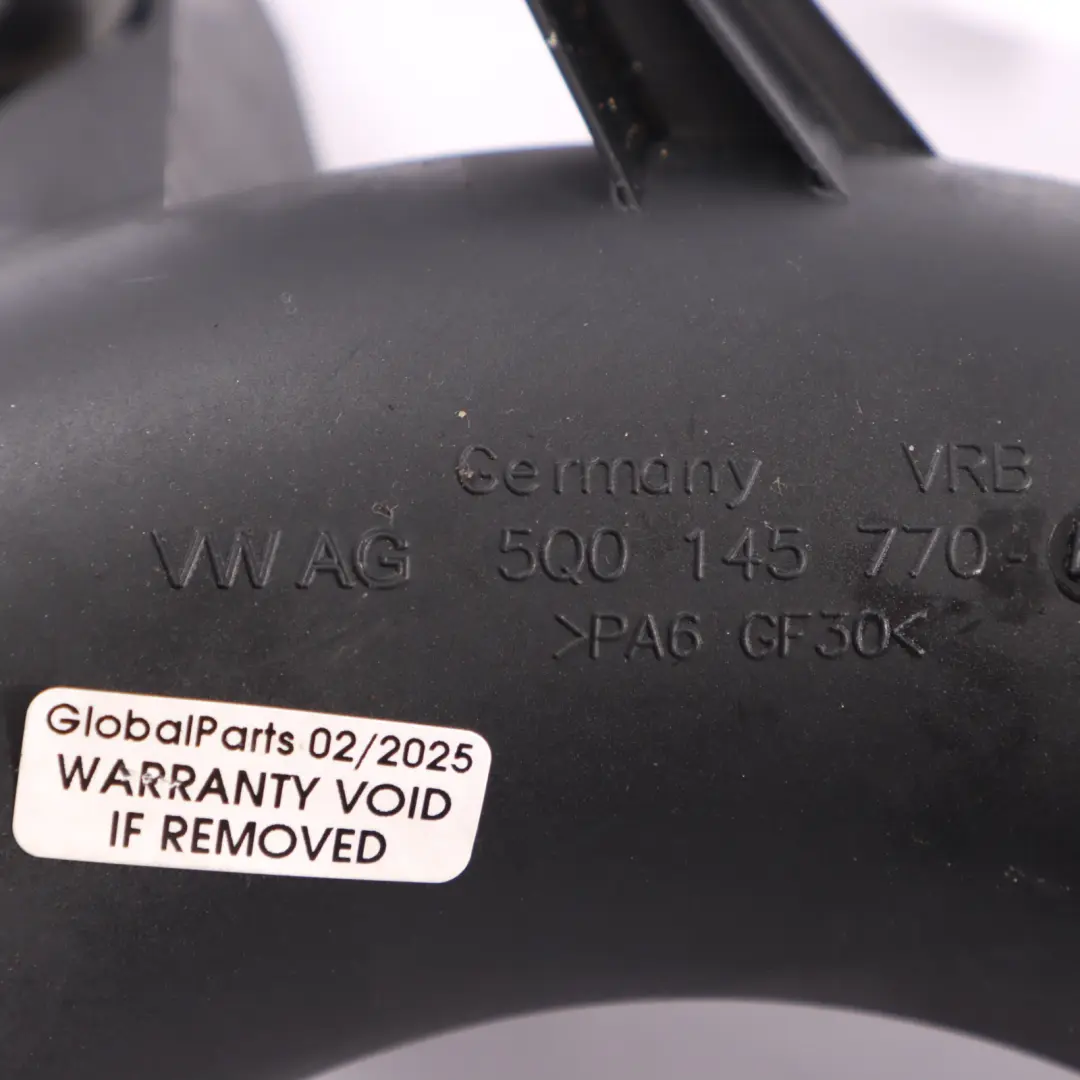 Germany VRB
VW AG 5Q0 145 770-
>PA6 GF30<
GlobalParts 02/2025
WARRANTY VOID
IF REMOVED